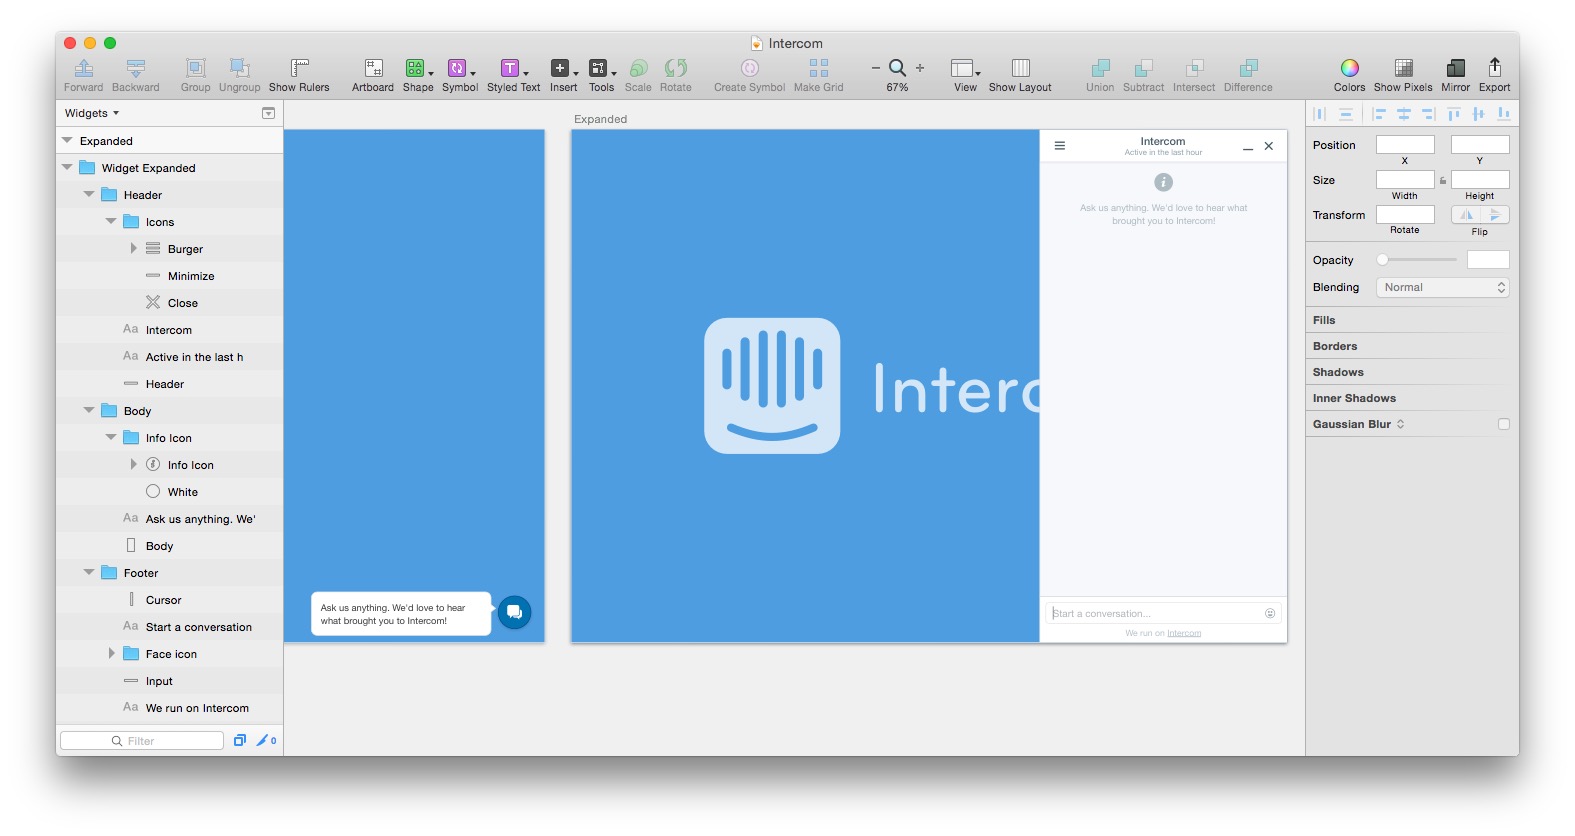 Intercom
Forward
Backward
Group
Ungroup
Show Rulers
Artboard
Shape
Symbol
Styled Text
Insert
Tools
Scale
Rotate
Create Symbol
Make Grid
67%
View
Show Layout
Union
Subtract
Intersect
Difference
Colors
Show Pixels
Mirror
Export
Widgets
Expanded
Widget Expanded
Header
Icons
Burger
Minimize
Close
Aa Intercom
Aa Active in the last h
Header
Body
Info Icon
Info Icon
White
Aa Ask us anything. We'
Body
Footer
Cursor
Aa Start a conversation
Face icon
Input
Aa We run on Intercom
Filter
0
Ask us anything. We'd love to hear
what brought you to Intercom!
Expanded
Interc
Intercom
Active in the last hour
i
Ask us anything. We'd love to hear what
brought you to Intercom!
Start a conversation...
We run on Intercom
Position
X
Y
Size
Width
Height
Transform
Rotate
Flip
Opacity
Blending
Normal
Fills
Borders
Shadows
Inner Shadows
Gaussian Blur